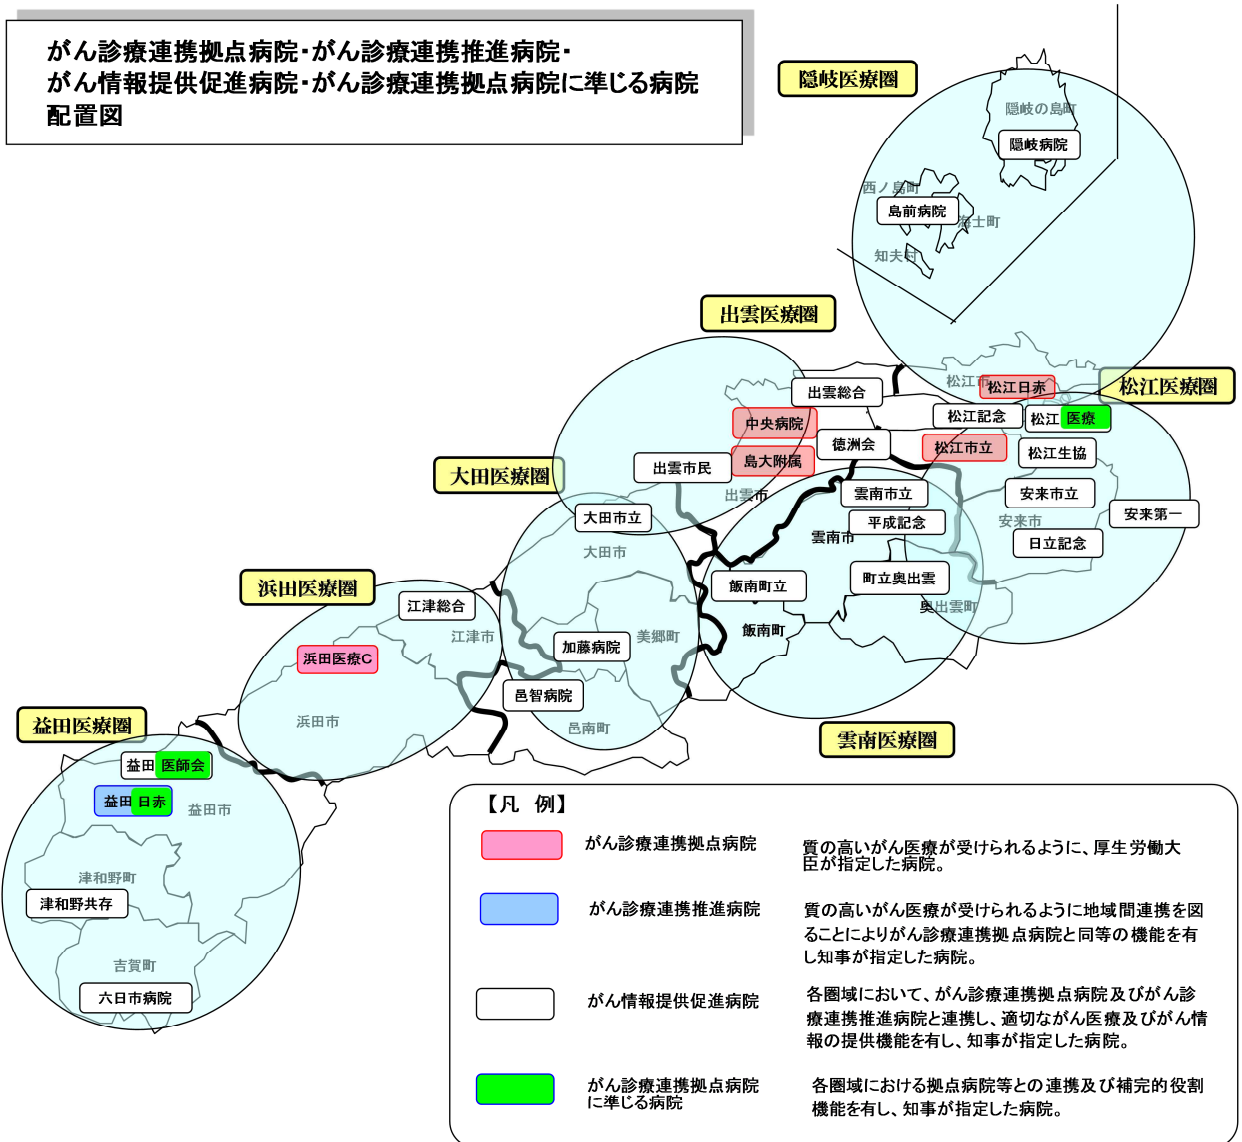 がん診療連携拠点病院・がん診療連携推進病院・
がん情報提供促進病院・がん診療連携拠点病院に準じる病院
配置図
隠岐医療圏
隠岐の島町
隠岐病院
西ノ島町
島前病院
海士町
知夫村
出雲医療圏
松江医療圏
松江市
松江日赤
出雲総合
松江記念
松江 医療
中央病院
徳洲会
松江市立
松江生協
島大附属
出雲市民
出雲市
大田医療圏
雲南市立
安来市立
安来第一
大田市立
平成記念
安来市
雲南市
日立記念
大田市
浜田医療圏
飯南町立
町立奥出雲
江津総合
奥出雲町
江津市
美郷町
飯南町
加藤病院
浜田医療C
邑智病院
浜田市
邑南町
益田医療圏
雲南医療圏
益田 医師会
益田 日赤
益田市
津和野町
津和野共存
吉賀町
六日市病院
【凡 例】
がん診療連携拠点病院
質の高いがん医療が受けられるように、厚生労働大
臣が指定した病院。
がん診療連携推進病院
質の高いがん医療が受けられるように地域間連携を図
ることによりがん診療連携拠点病院と同等の機能を有
し知事が指定した病院。
がん情報提供促進病院
各圏域において、がん診療連携拠点病院及びがん診
療連携推進病院と連携し、適切ながん医療及びがん情
報の提供機能を有し、知事が指定した病院。
がん診療連携拠点病院
に準じる病院
各圏域における拠点病院等との連携及び補完的役割
機能を有し、知事が指定した病院。